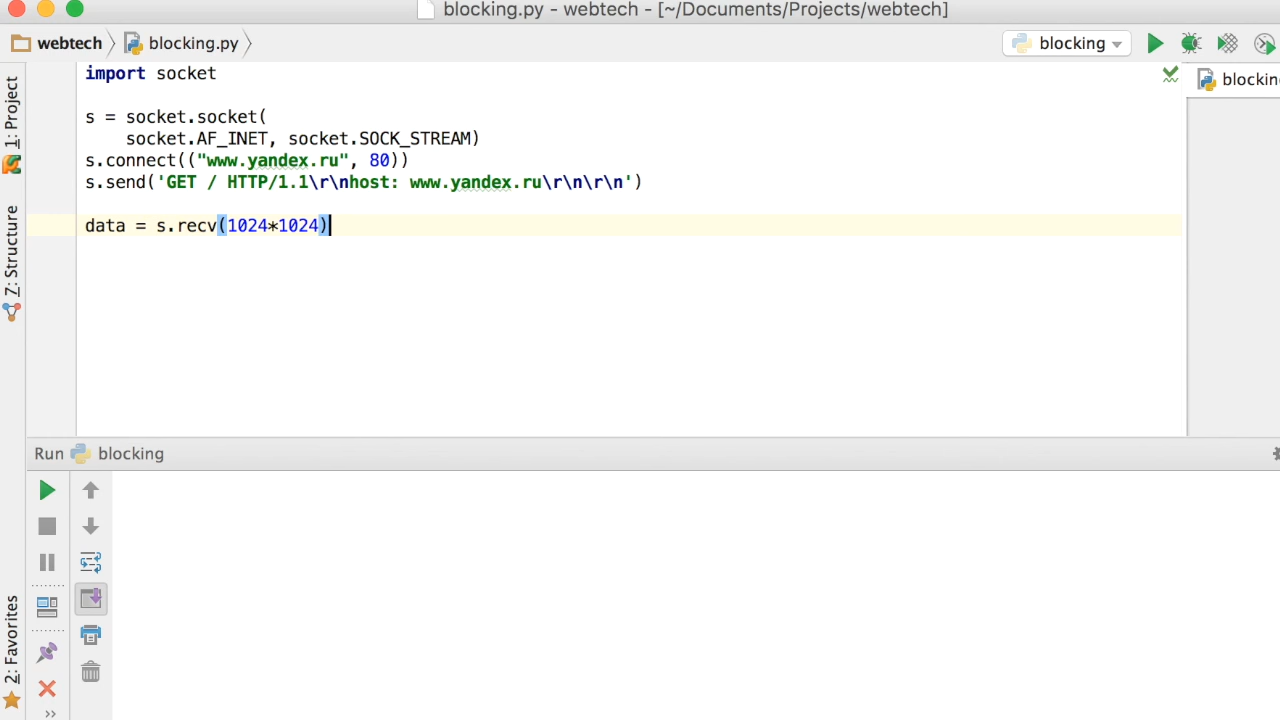 blocking.py - webtech - [~/Documents/Projects/webtech]
webtech
blocking.py
blocking
1: Project
import socket
blockin
s = socket.socket(
    socket.AF_INET, socket.SOCK_STREAM)
s.connect(("www.yandex.ru", 80))
s.send('GET / HTTP/1.1\r\nhost: www.yandex.ru\r\n\r\n')
data = s.recv(1024*1024)
Z: Structure
Run
blocking
2: Favorites